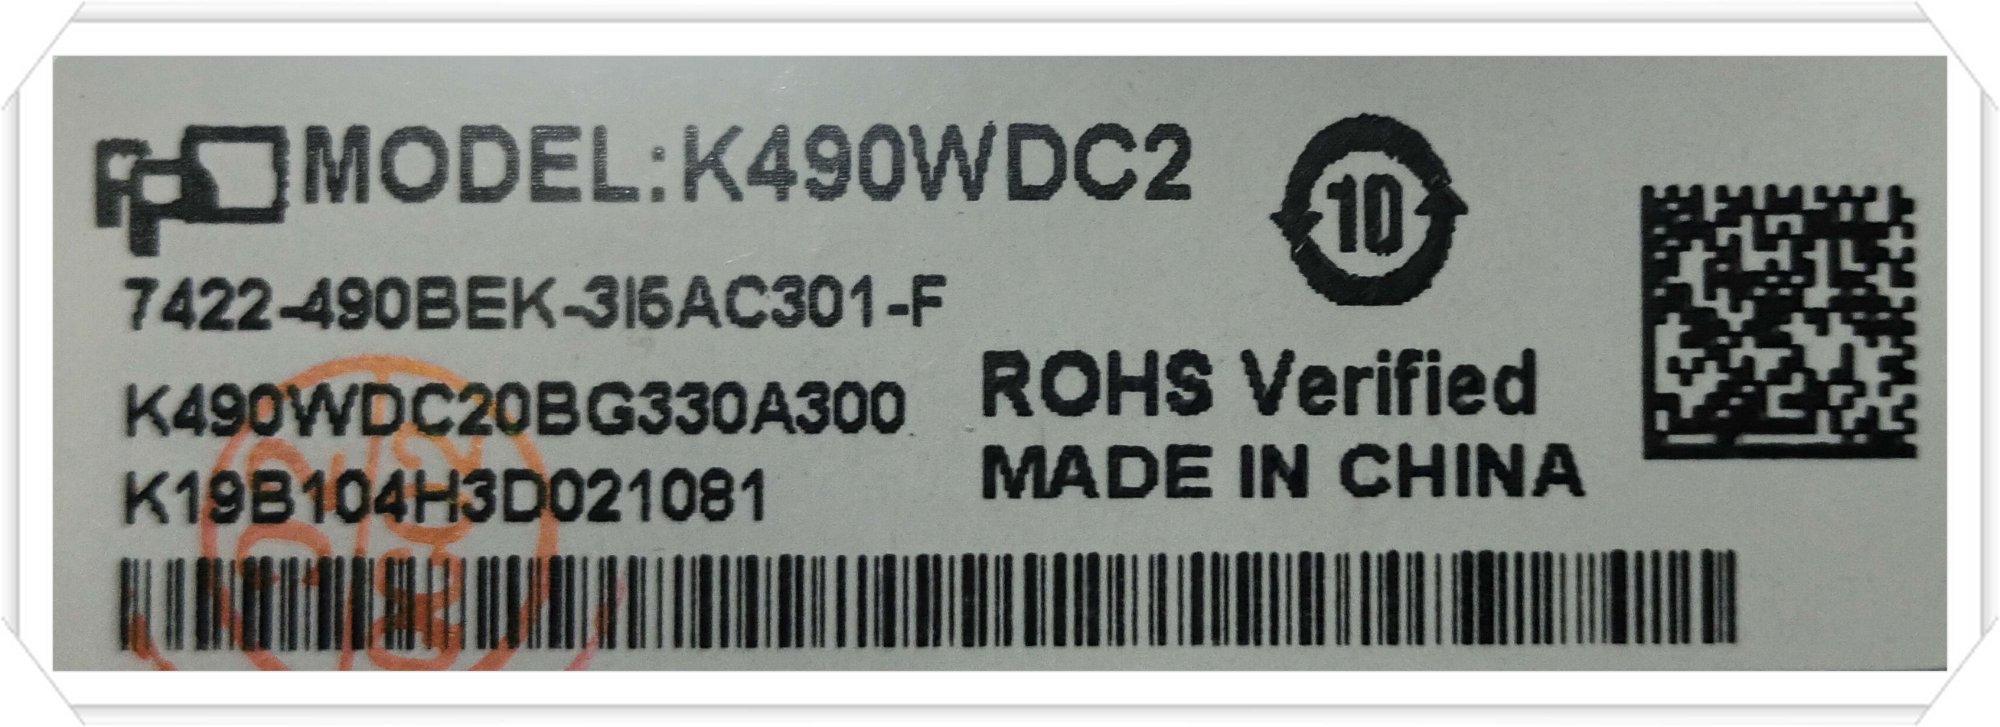 MODEL:K490WDC2
10
7422-490BEK-3I6AC301-F
K490WDC20BG330A300
K19B104H3D021081
ROHS Verified
MADE IN CHINA